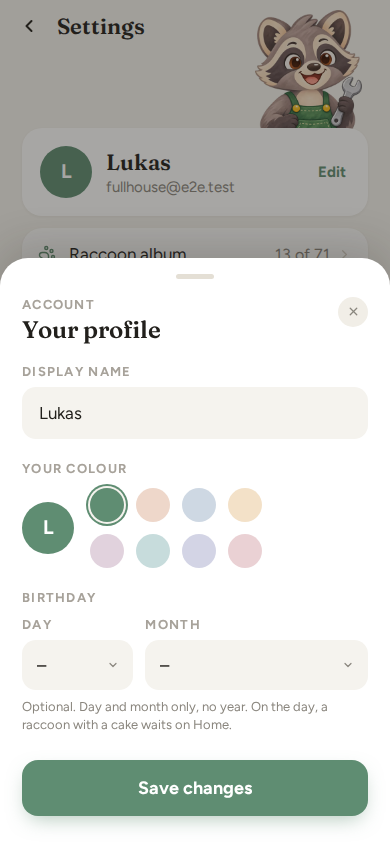 Settings
L
Lukas
fullhouse@e2e.test
Edit
Raccoon album
13 of 71
ACCOUNT
Your profile
DISPLAY NAME
Lukas
YOUR COLOUR
L
BIRTHDAY
DAY
MONTH
–
–
Optional. Day and month only, no year. On the day, a
raccoon with a cake waits on Home.
Save changes